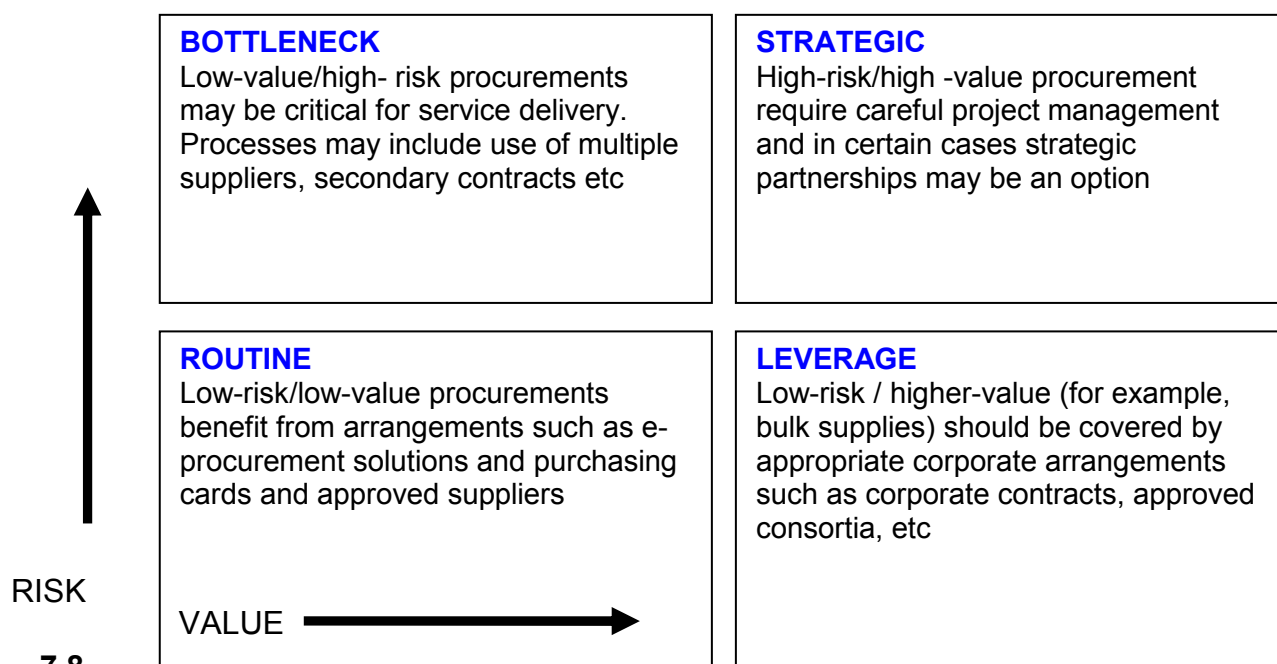 BOTTLENECK
Low-value/high- risk procurements
may be critical for service delivery.
Processes may include use of multiple
suppliers, secondary contracts etc
STRATEGIC
High-risk/high -value procurement
require careful project management
and in certain cases strategic
partnerships may be an option
ROUTINE
Low-risk/low-value procurements
benefit from arrangements such as e-
procurement solutions and purchasing
cards and approved suppliers
LEVERAGE
Low-risk / higher-value (for example,
bulk supplies) should be covered by
appropriate corporate arrangements
such as corporate contracts, approved
consortia, etc
RISK
VALUE